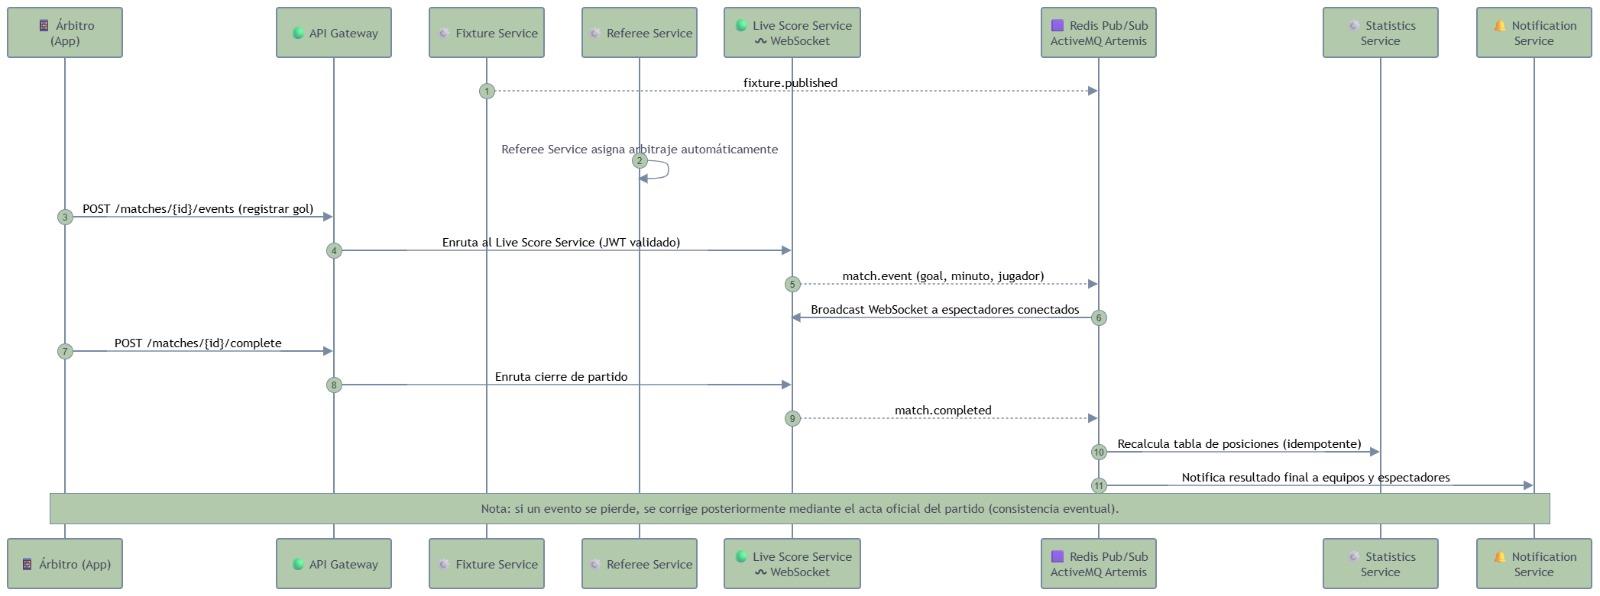 Árbitro
(App)
API Gateway
Fixture Service
Referee Service
Live Score Service
WebSocket
Redis Pub/Sub
ActiveMQ Artemis
Statistics
Service
Notification
Service
fixture.published
1
Referee Service asigna arbitraje automáticamente
2
POST /matches/{id}/events (registrar gol)
3
Enruta al Live Score Service (JWT validado)
4
match.event (goal, minuto, jugador)
5
Broadcast WebSocket a espectadores conectados
6
POST /matches/{id}/complete
7
Enruta cierre de partido
8
match.completed
9
Recalcula tabla de posiciones (idempotente)
10
Notifica resultado final a equipos y espectadores
11
Nota: si un evento se pierde, se corrige posteriormente mediante el acta oficial del partido (consistencia eventual).
Árbitro (App)
API Gateway
Fixture Service
Referee Service
Live Score Service
WebSocket
Redis Pub/Sub
ActiveMQ Artemis
Statistics
Service
Notification
Service